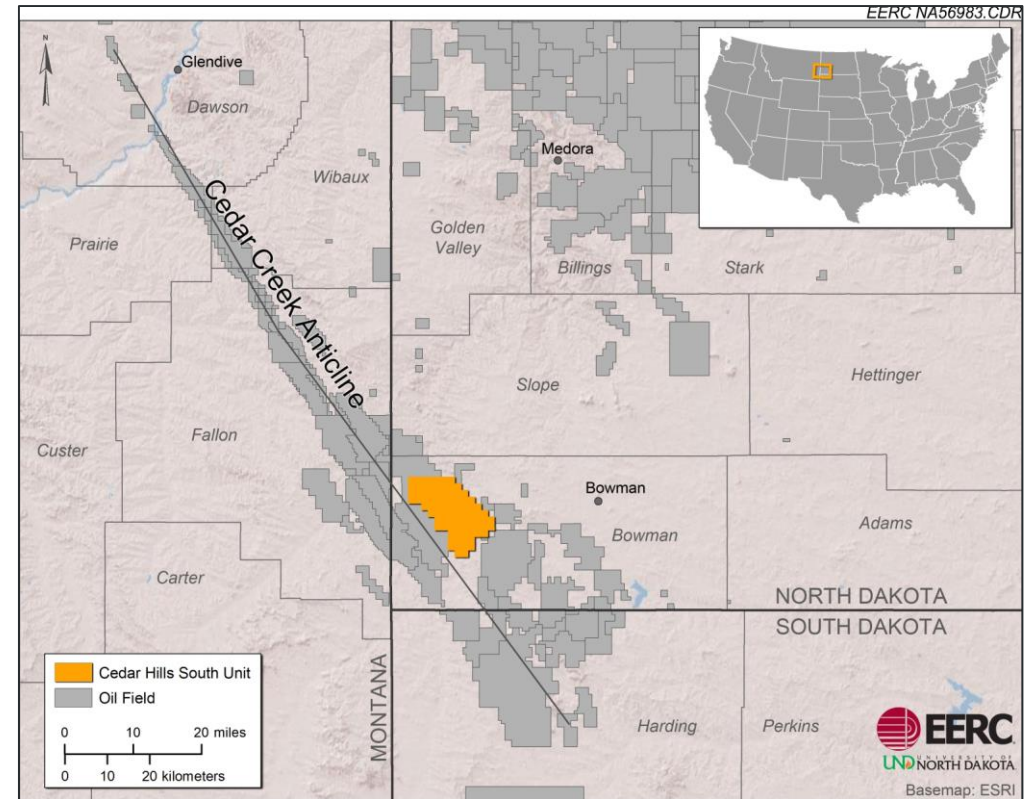 EERC NA56983.CDR
N
Glendive
Dawson
Medora
Wibaux
Cedar Creek Anticline
Prairie
Golden
Valley
Billings
Stark
Slope
Hettinger
Fallon
Custer
Bowman
Bowman
Adams
Carter
NORTH DAKOTA
SOUTH DAKOTA
MONTANA
Harding
Perkins
Cedar Hills South Unit
Oil Field
0 10 20 miles
0 10 20 kilometers
EERC
UND UNIVERSITY OF
NORTH DAKOTA
Basemap: ESRI